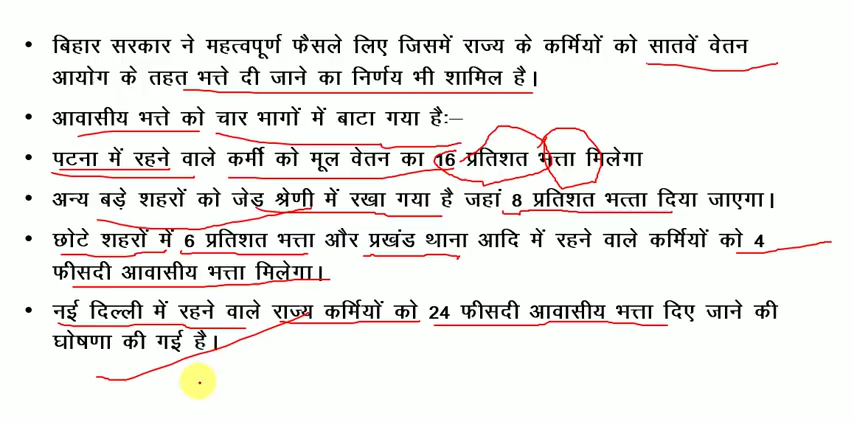 • बिहार सरकार ने महत्वपूर्ण फैसले लिए जिसमें राज्य के कर्मियों को सातवें वेतन
आयोग के तहत भत्ते दी जाने का निर्णय भी शामिल है।
• आवासीय भत्ते को चार भागों में बाटा गया है:–
• पटना में रहने वाले कर्मी को मूल वेतन का 16 प्रतिशत भत्ता मिलेगा
• अन्य बड़े शहरों को जेड श्रेणी में रखा गया है जहां 8 प्रतिशत भत्ता दिया जाएगा।
• छोटे शहरों में 6 प्रतिशत भत्ता और प्रखंड थाना आदि में रहने वाले कर्मियों को 4
फीसदी आवासीय भत्ता मिलेगा।
• नई दिल्ली में रहने वाले राज्य कर्मियों को 24 फीसदी आवासीय भत्ता दिए जाने की
घोषणा की गई है।